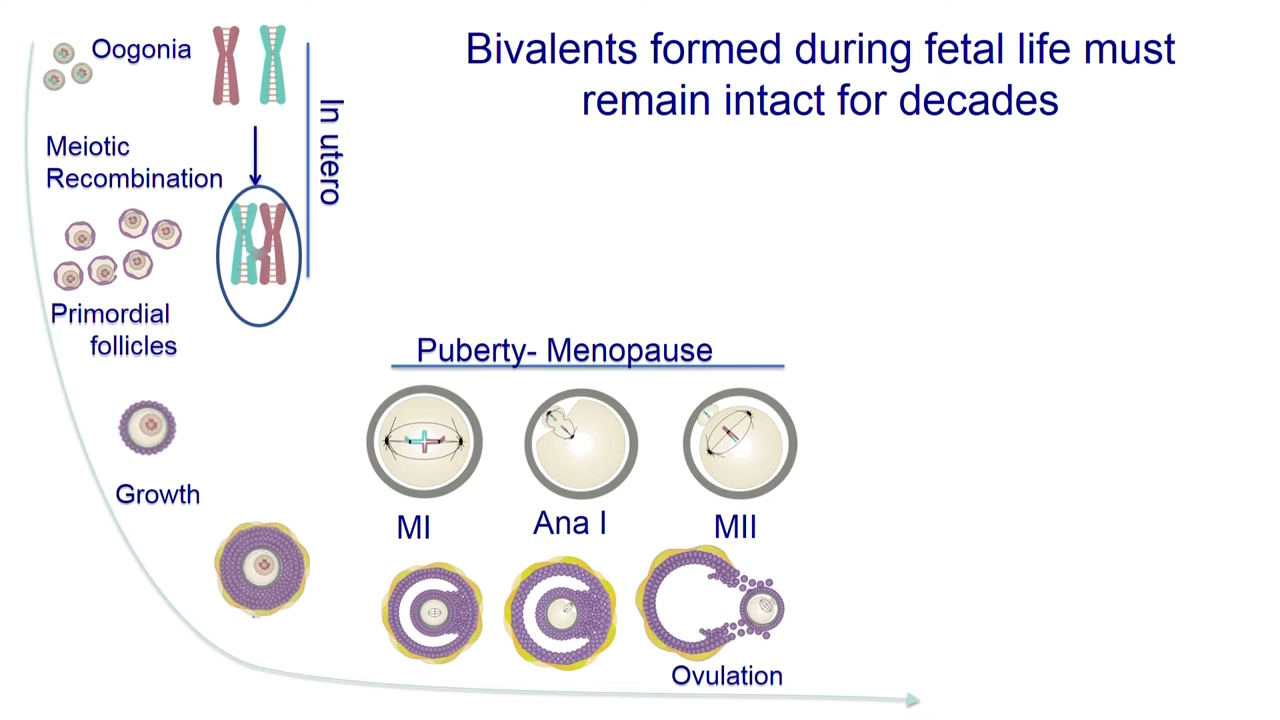 Bivalents formed during fetal life must
remain intact for decades
Oogonia
In utero
Meiotic
Recombination
Primordial
follicles
Growth
Puberty- Menopause
MI
Ana I
MII
Ovulation